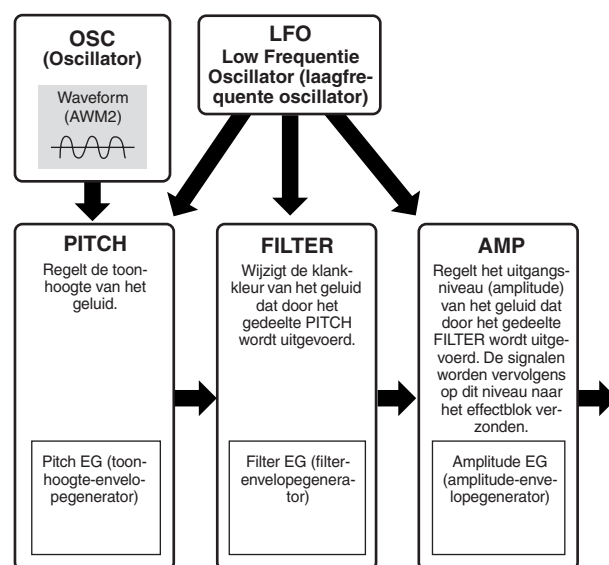 OSC
(Oscillator)
Waveform
(AWM2)
LFO
Low Frequentie
Oscillator (laagfre-
quente oscillator)
PITCH
Regelt de toon-
hoogte van het
geluid.
Pitch EG (toon-
hoogte-envelo-
pegenerator)
FILTER
Wijzigt de klank-
kleur van het geluid
dat door het
gedeelte PITCH
wordt uitgevoerd.
Filter EG (filter-
envelopegenera-
tor)
AMP
Regelt het uitgangs-
niveau (amplitude)
van het geluid dat
door het gedeelte
FILTER wordt uitge-
voerd. De signalen
worden vervolgens
op dit niveau naar
het effectblok ver-
zonden.
Amplitude EG
(amplitude-enve-
lopegenerator)